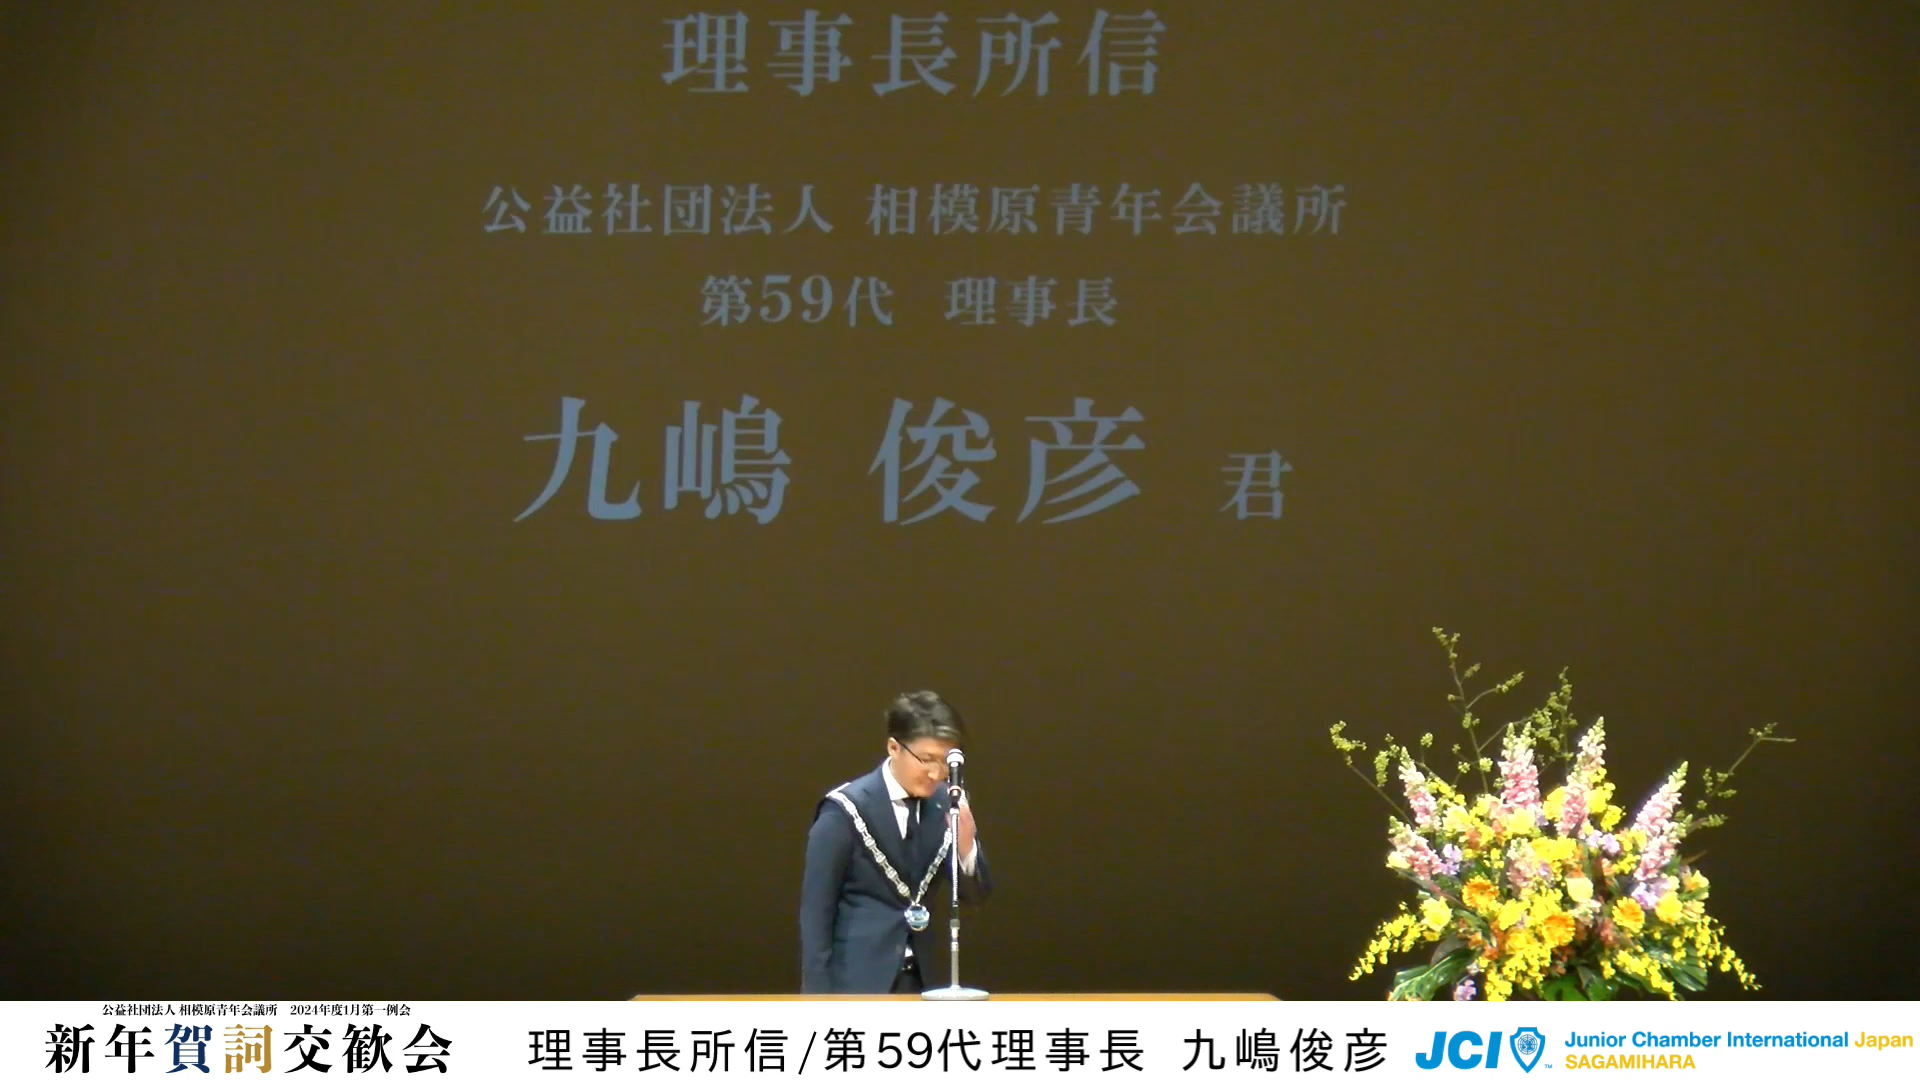 理事長所信
公益社団法人 相模原青年会議所
第59代 理事長
九嶋 俊彦 君
公益社団法人 相模原青年会議所 2024年度1月第一例会
新年賀詞交歓会
理事長所信/第59代理事長 九嶋俊彦
JCI
Junior Chamber International Japan
SAGAMIHARA